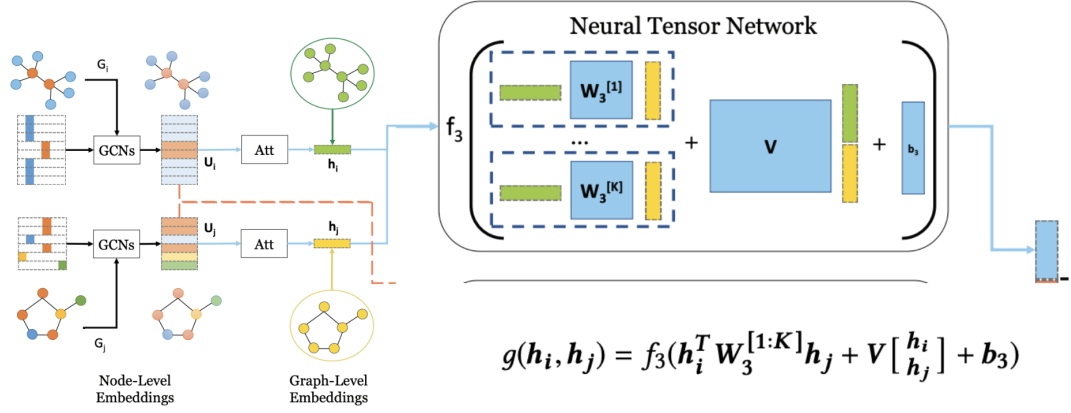 Neural Tensor Network
G_i
GCNs
U_i
Att
h_i
G_j
GCNs
U_j
Att
h_j
f_3
W_3^{[1]}
...
W_3^{[K]}
+
V
+
b_3
g(h_i, h_j) = f_3(h_i^T W_3^{[1:K]} h_j + V[h_i h_j] + b_3)
Node-Level
Embeddings
Graph-Level
Embeddings